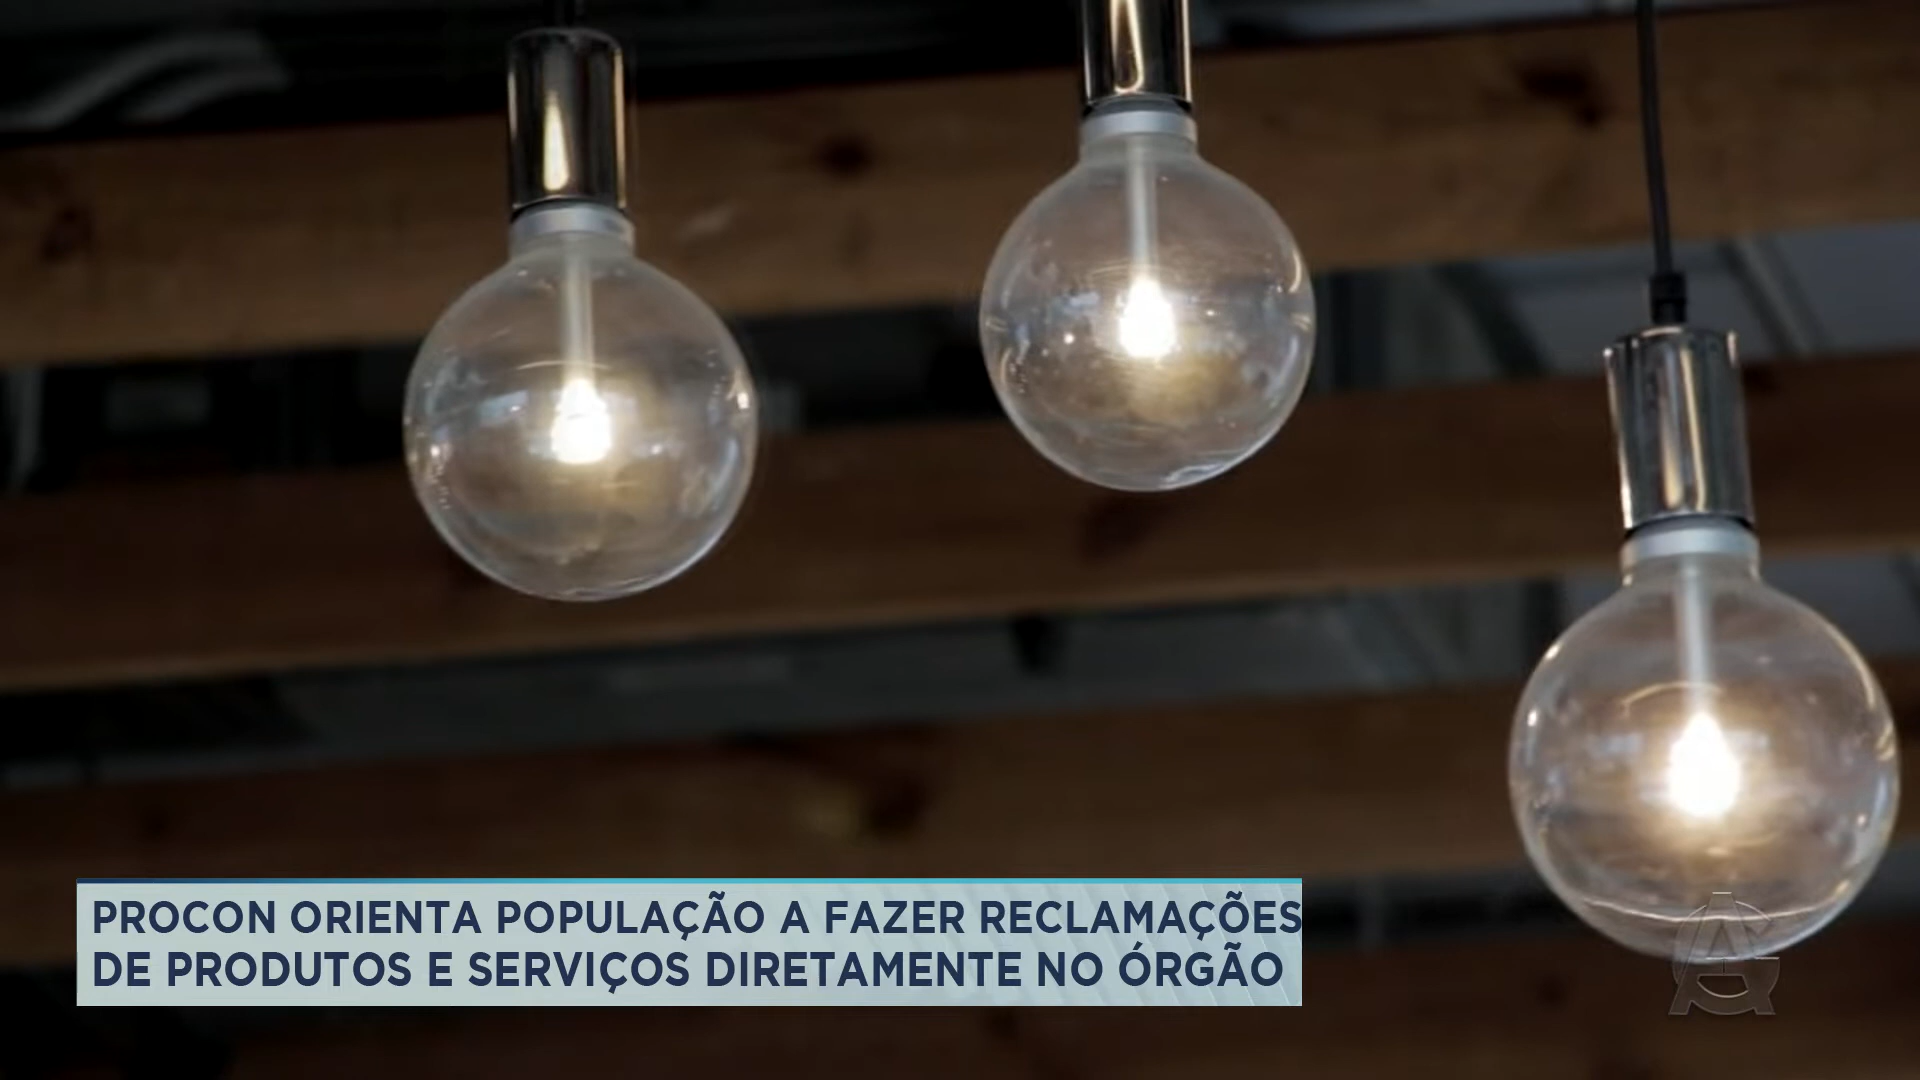 PROCON ORIENTA POPULAÇÃO A FAZER RECLAMAÇÕES
DE PRODUTOS E SERVIÇOS DIRETAMENTE NO ÓRGÃO